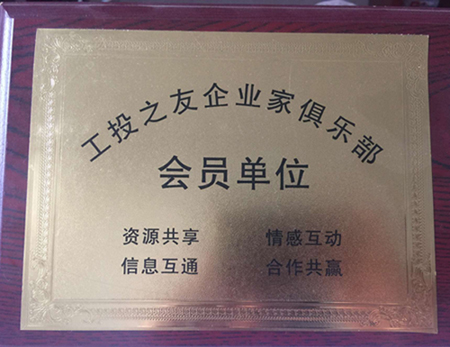 工投之友企业家俱乐部
会员单位
资源共享 情感互动
信息互通 合作共赢